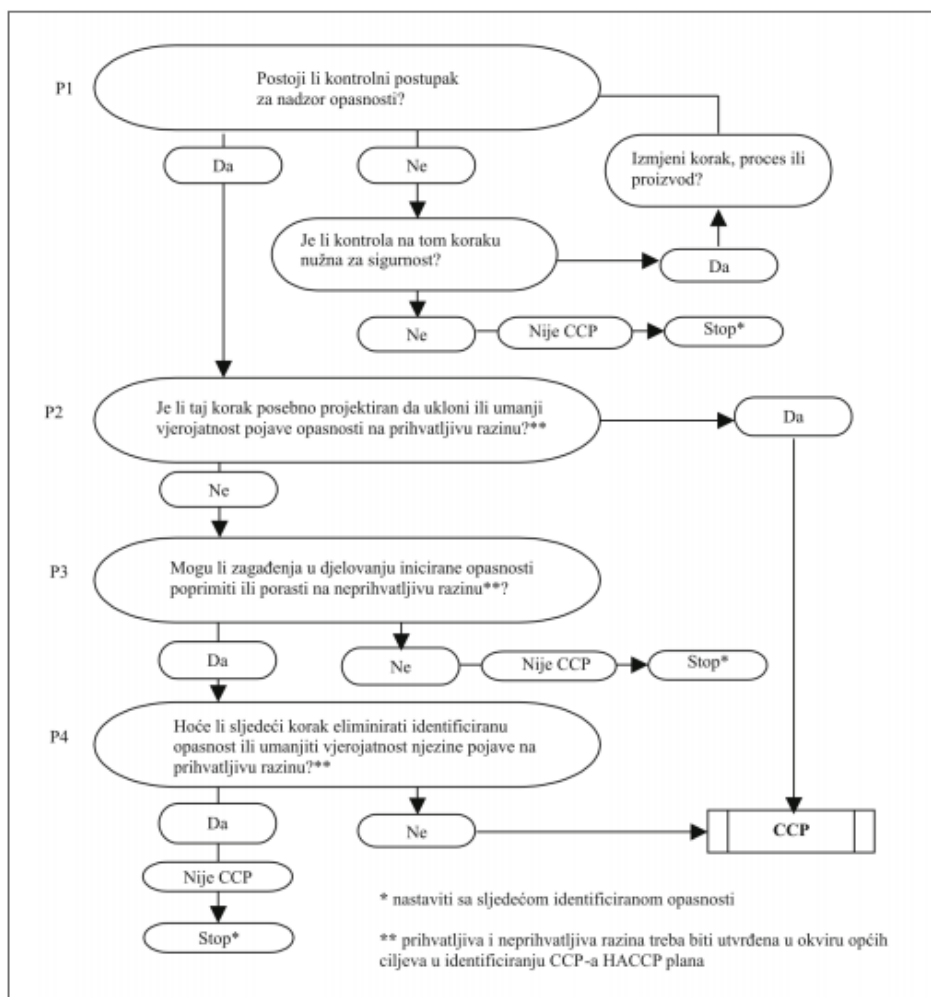 P1
Postoji li kontrolni postupak
za nadzor opasnosti?
Da
Ne
Izmjeni korak, proces ili
proizvod?
Je li kontrola na tom koraku
nužna za sigurnost?
Da
Ne
Nije CCP
Stop*
P2
Je li taj korak posebno projektiran da ukloni ili umanji
vjerojatnost pojave opasnosti na prihvatljivu razinu?**
Da
Ne
P3
Mogu li zagađenja u djelovanju inicirane opasnosti
poprimiti ili porasti na neprihvatljivu razinu**?
Da
Ne
Nije CCP
Stop*
P4
Hoće li sljedeći korak eliminirati identificiranu
opasnost ili umanjiti vjerojatnost njezine pojave na
prihvatljivu razinu?**
Da
Ne
CCP
Nije CCP
Stop*
* nastaviti sa sljedećom identificiranom opasnosti
** prihvatljiva i neprihvatljiva razina treba biti utvrđena u okviru općih
ciljeva u identificiranju CCP-a HACCP plana